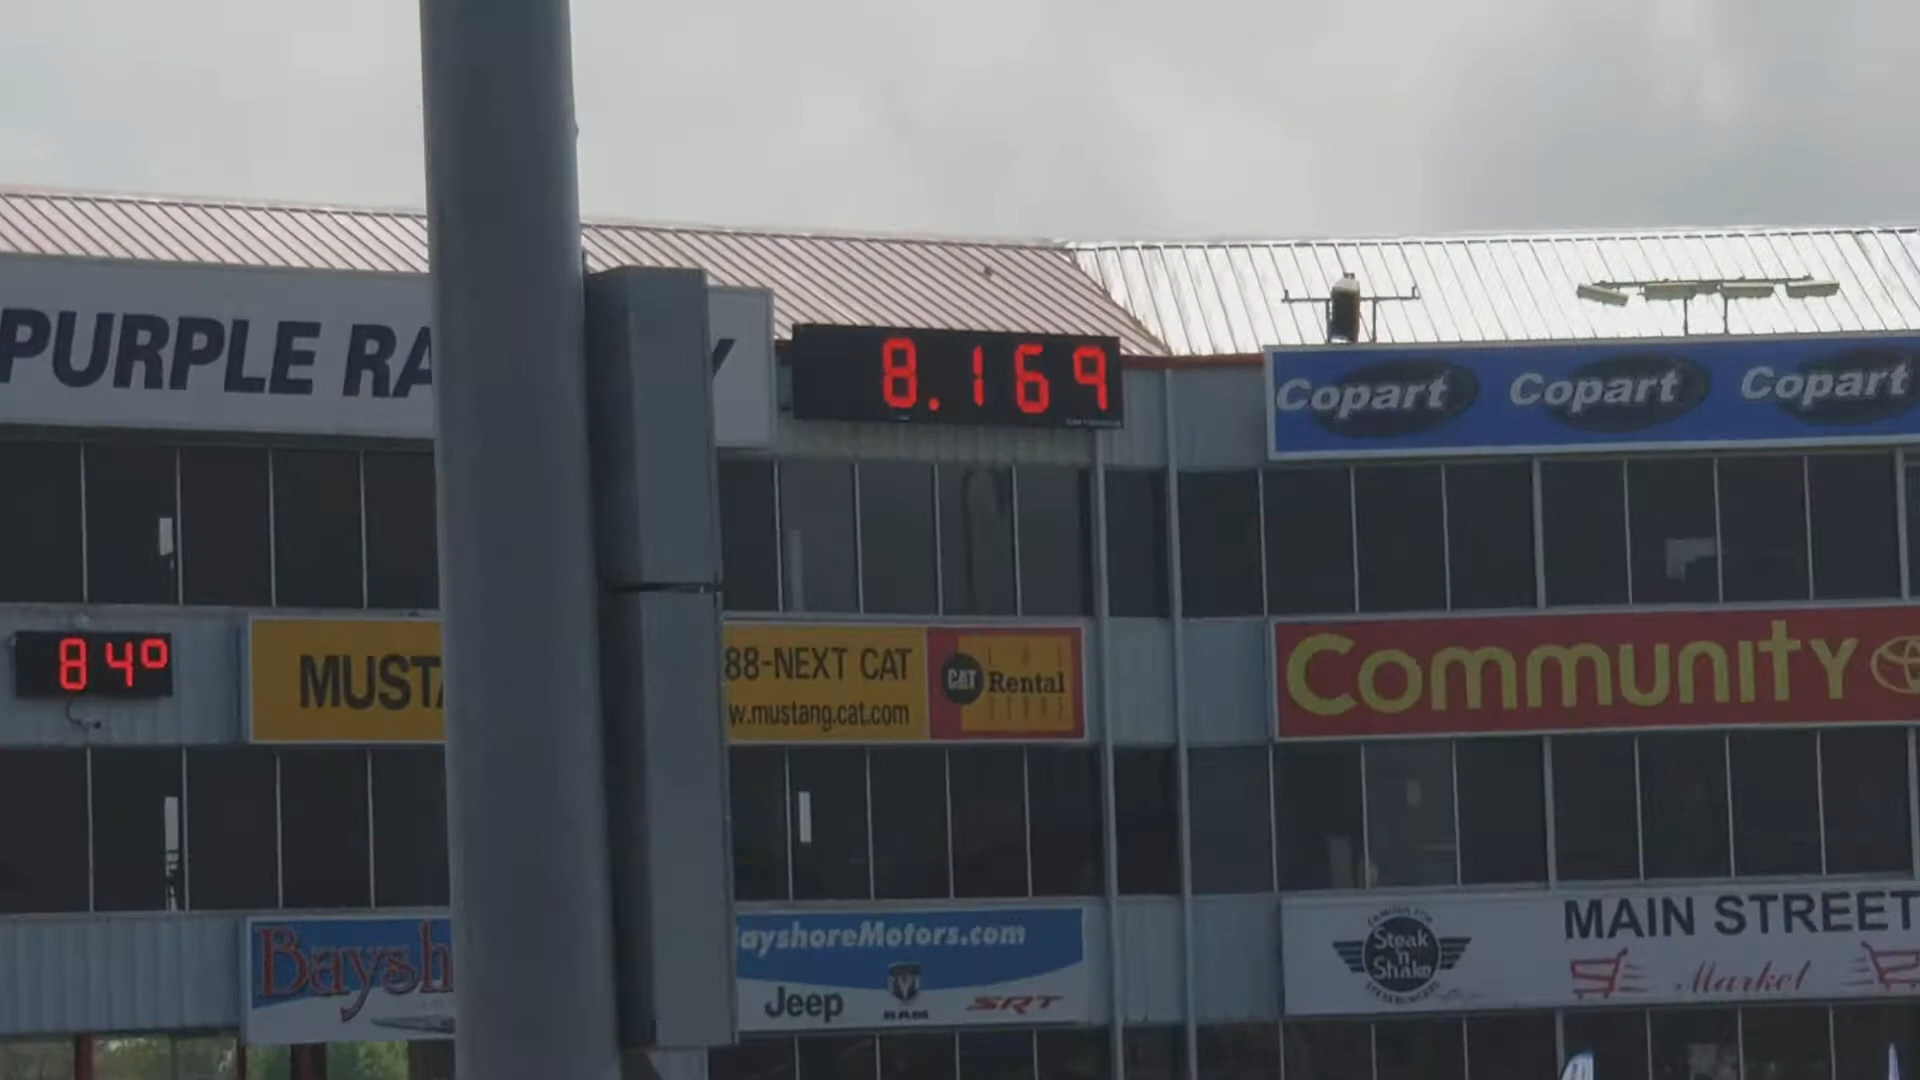 PURPLE RA
Y
8.169
Copart Copart Copart
84°
MUST
88-NEXT CAT
w.mustang.cat.com
CAT Rental
Community
Baysh
ayshoreMotors.com
Jeep RAM SRT
Steak
'n
Shake
MAIN STREET
Market